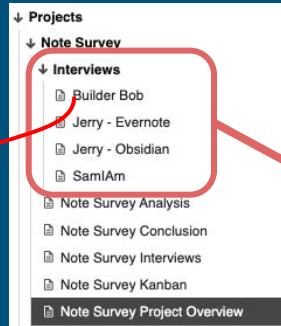 Projects
Note Survey
Interviews
Builder Bob
Jerry - Evernote
Jerry - Obsidian
SamIAm
Note Survey Analysis
Note Survey Conclusion
Note Survey Interviews
Note Survey Kanban
Note Survey Project Overview